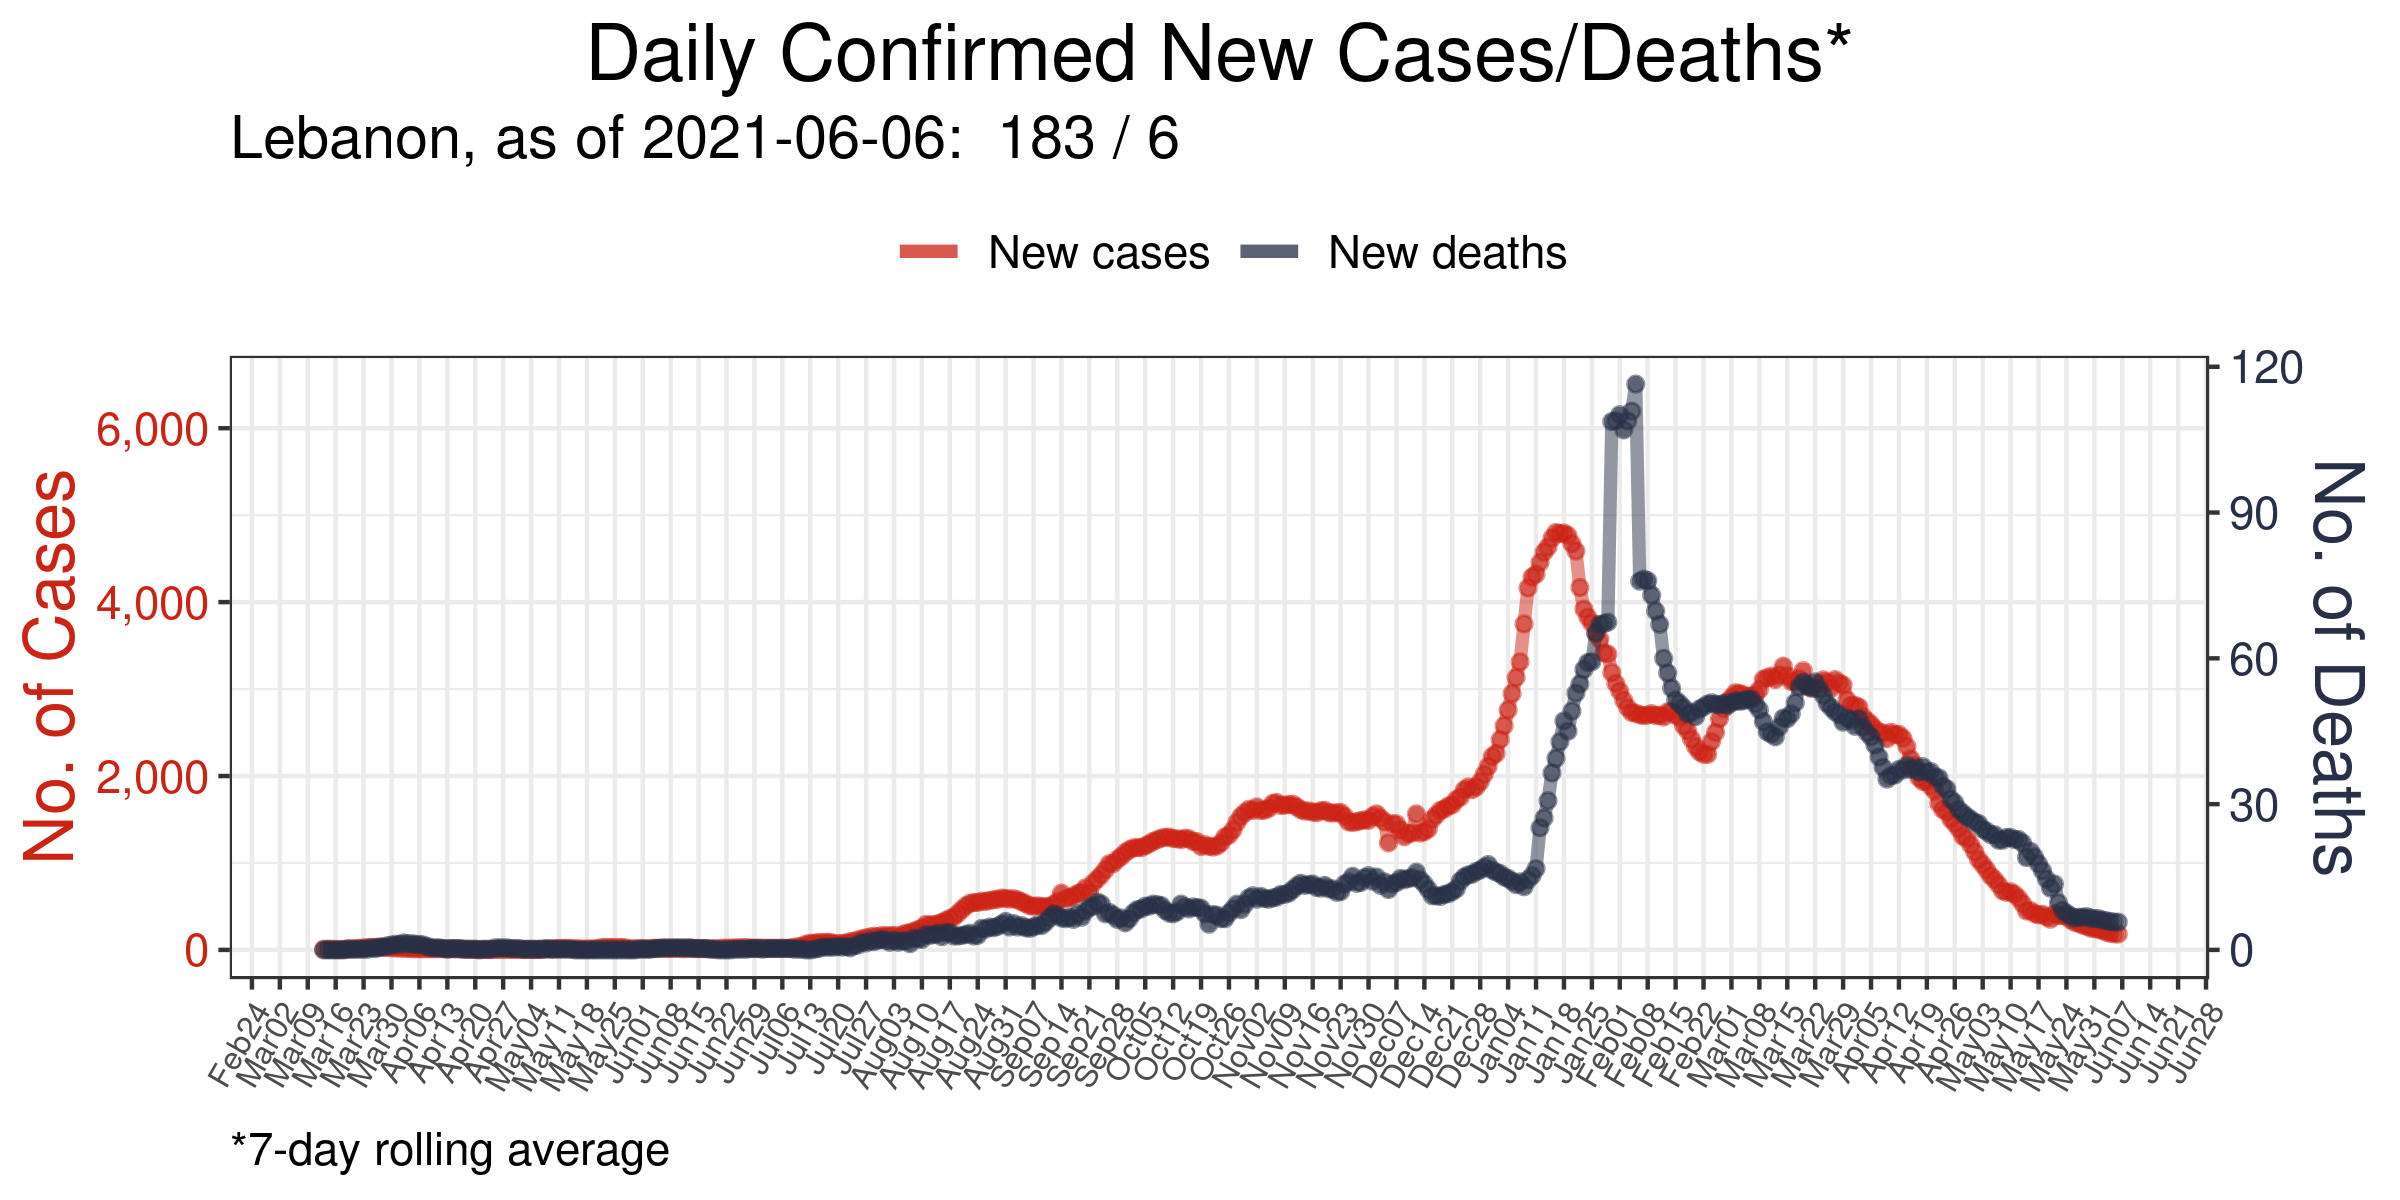 Daily Confirmed New Cases/Deaths*
Lebanon, as of 2021-06-06:  183 / 6
New cases
New deaths
No. of Cases
6,000
4,000
2,000
0
120
90
60
30
0
No. of Deaths
Feb24
Mar02
Mar09
Mar16
Mar23
Mar30
Apr06
Apr13
Apr20
Apr27
May04
May11
May18
May25
Jun01
Jun08
Jun15
Jun22
Jun29
Jul06
Jul13
Jul20
Jul27
Aug03
Aug10
Aug17
Aug24
Aug31
Sep07
Sep14
Sep21
Sep28
Oct05
Oct12
Oct19
Oct26
Nov02
Nov09
Nov16
Nov23
Nov30
Dec07
Dec14
Dec21
Dec28
Jan04
Jan11
Jan18
Jan25
Feb01
Feb08
Feb15
Feb22
Mar01
Mar08
Mar15
Mar22
Mar29
Apr05
Apr12
Apr19
Apr26
May03
May10
May17
May24
May31
Jun07
Jun14
Jun21
Jun28
*7-day rolling average